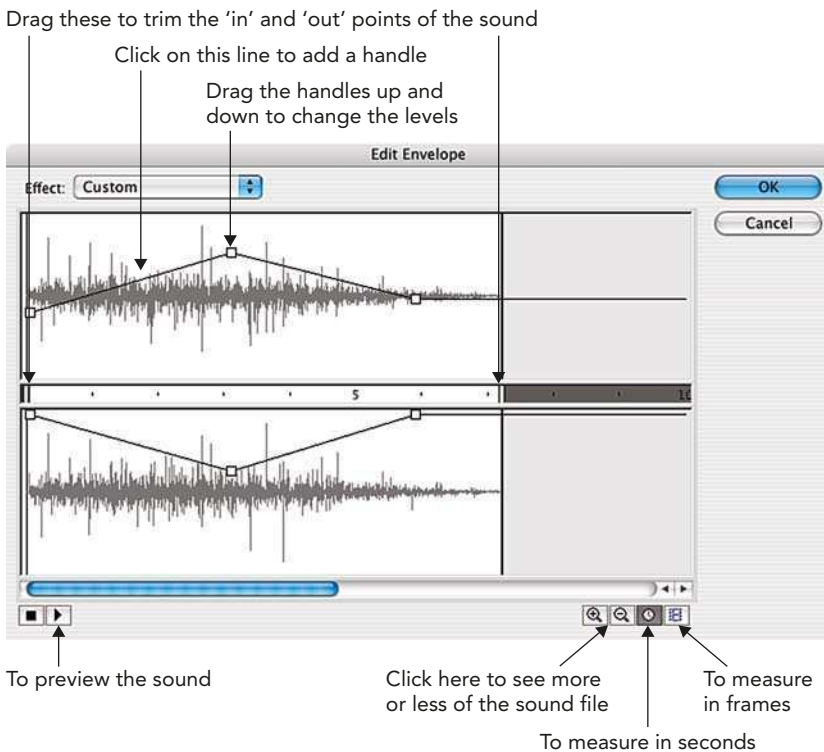 Drag these to trim the ‘in’ and ‘out’ points of the sound
Click on this line to add a handle
Drag the handles up and
down to change the levels
Edit Envelope
Effect: Custom
OK
Cancel
5
10
To preview the sound
Click here to see more
or less of the sound file
To measure
in frames
To measure in seconds